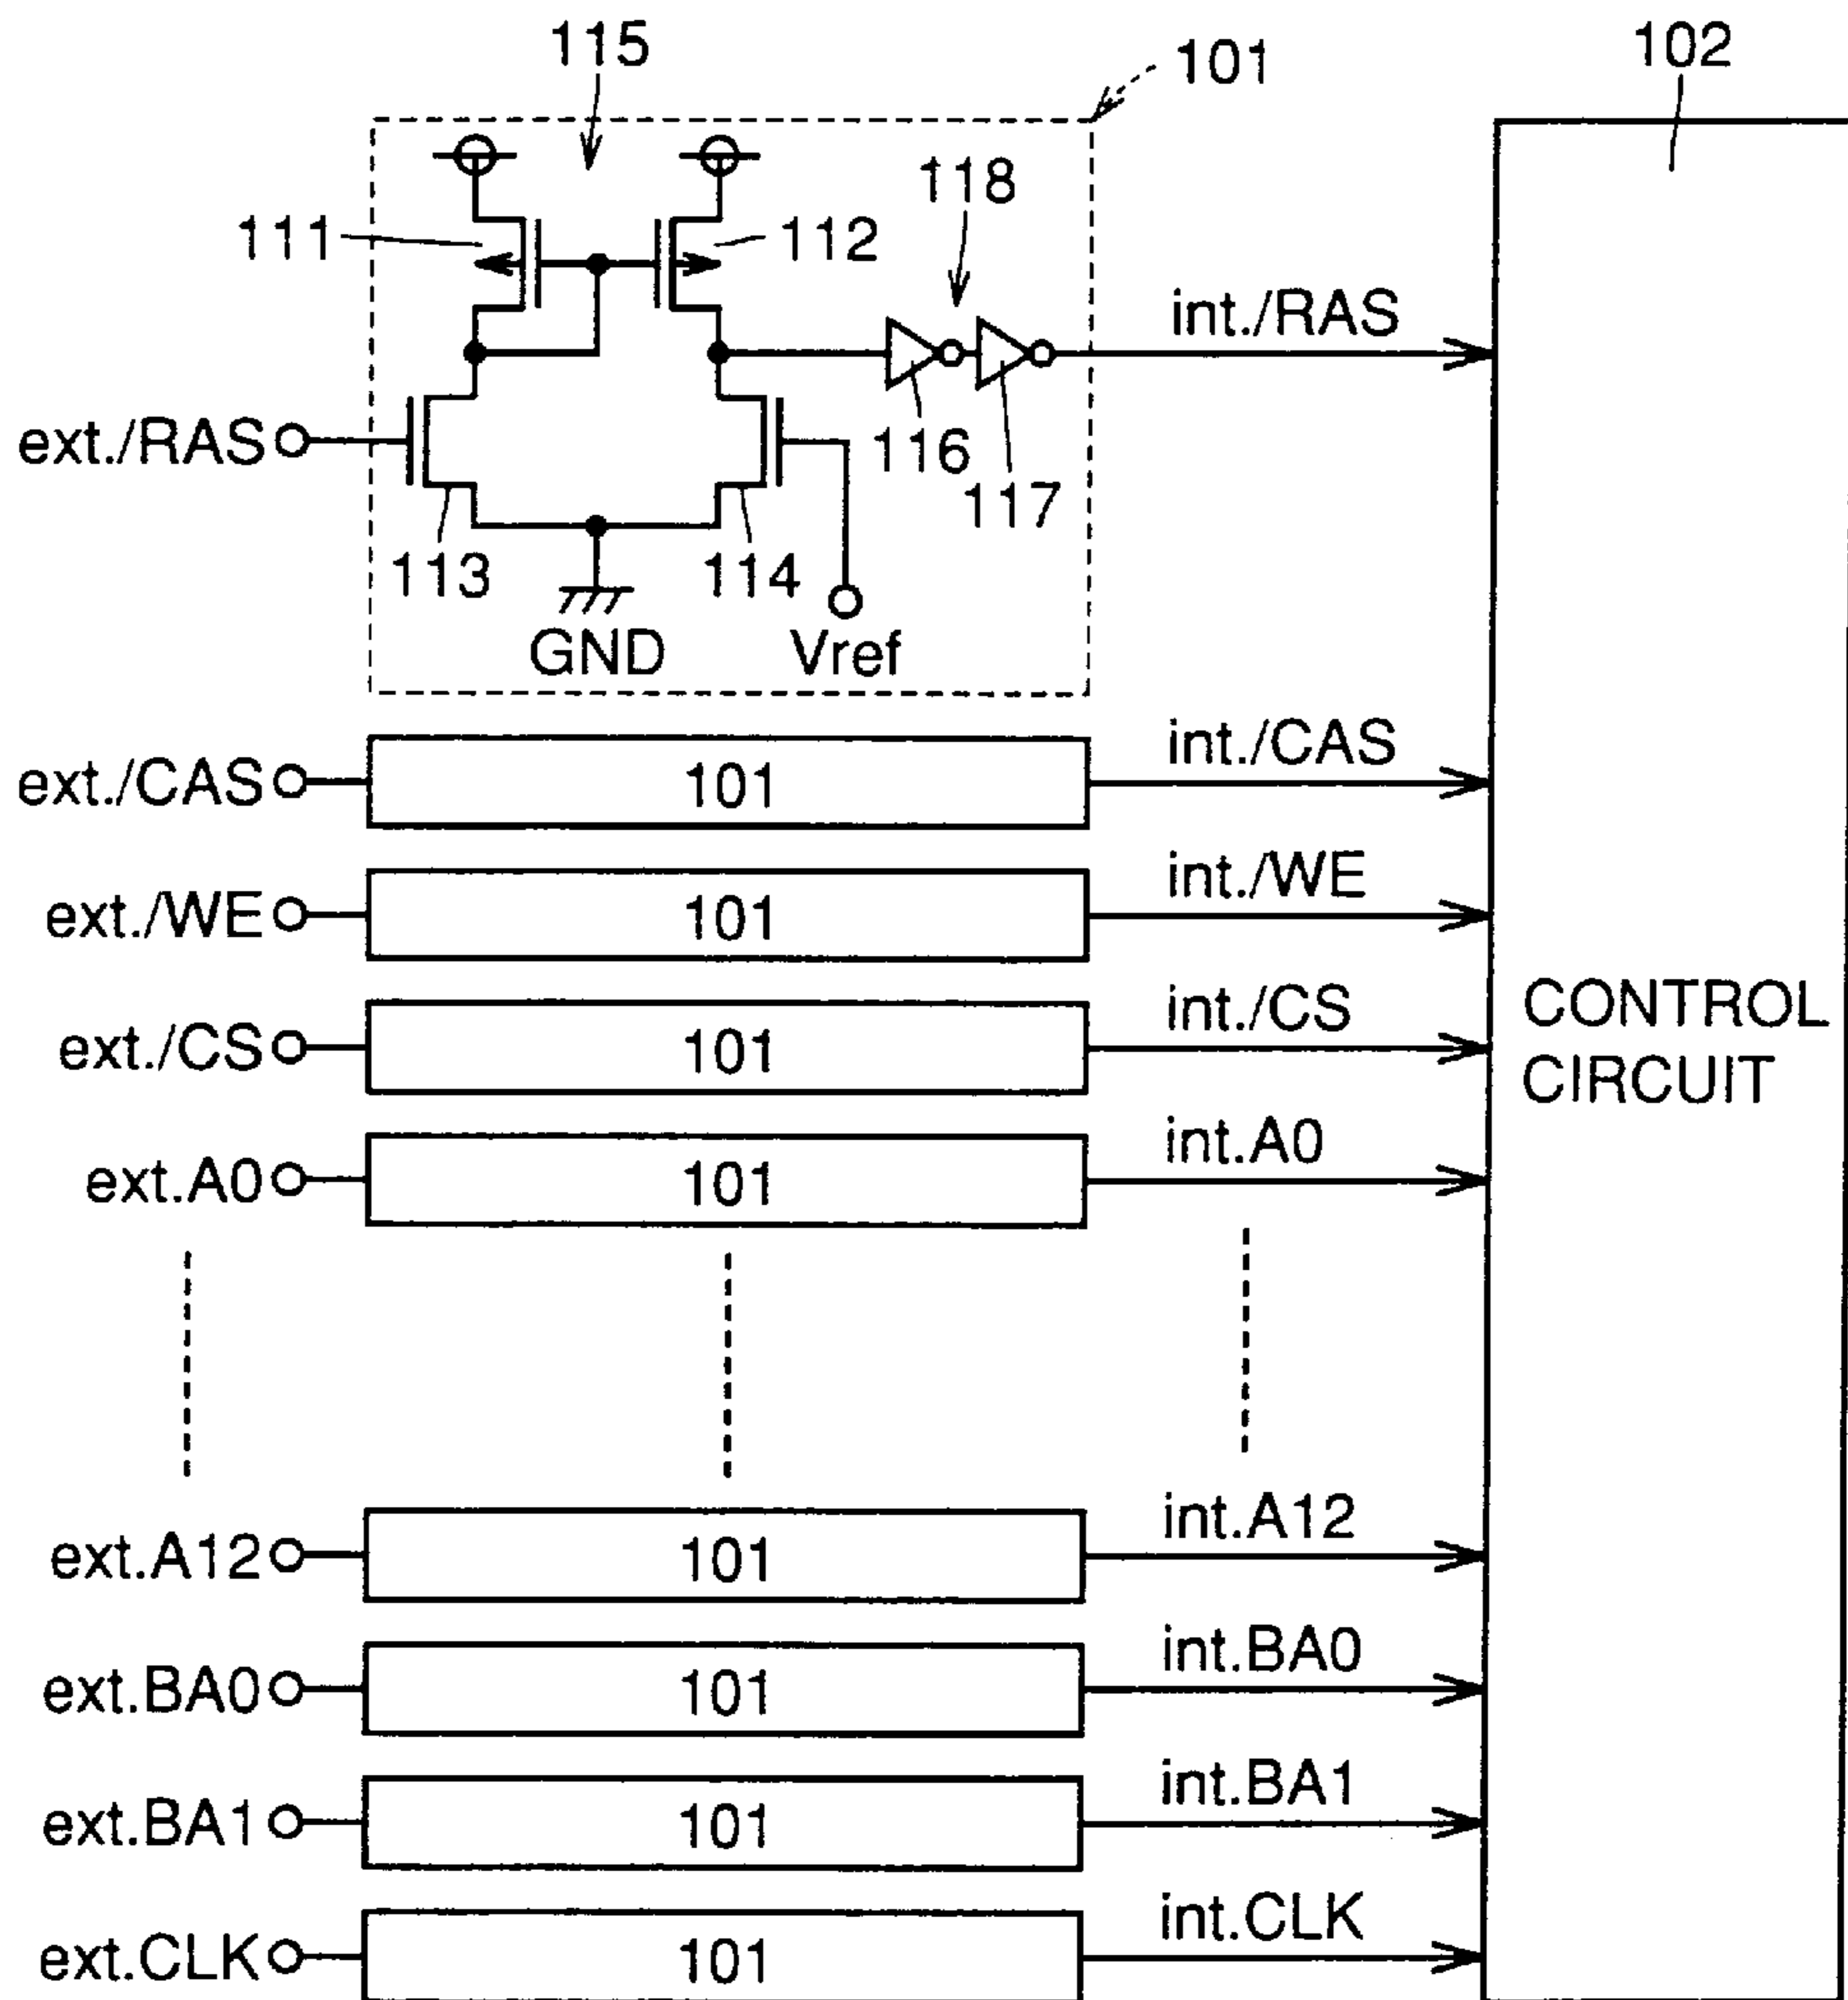 115
101
102
118
111
112
int./RAS
ext./RAS
116
117
113
114
GND
Vref
int./CAS
ext./CAS
101
int./WE
ext./WE
101
int./CS
ext./CS
101
CONTROL
CIRCUIT
int.A0
ext.A0
101
int.A12
ext.A12
101
int.BA0
ext.BA0
101
int.BA1
ext.BA1
101
int.CLK
ext.CLK
101